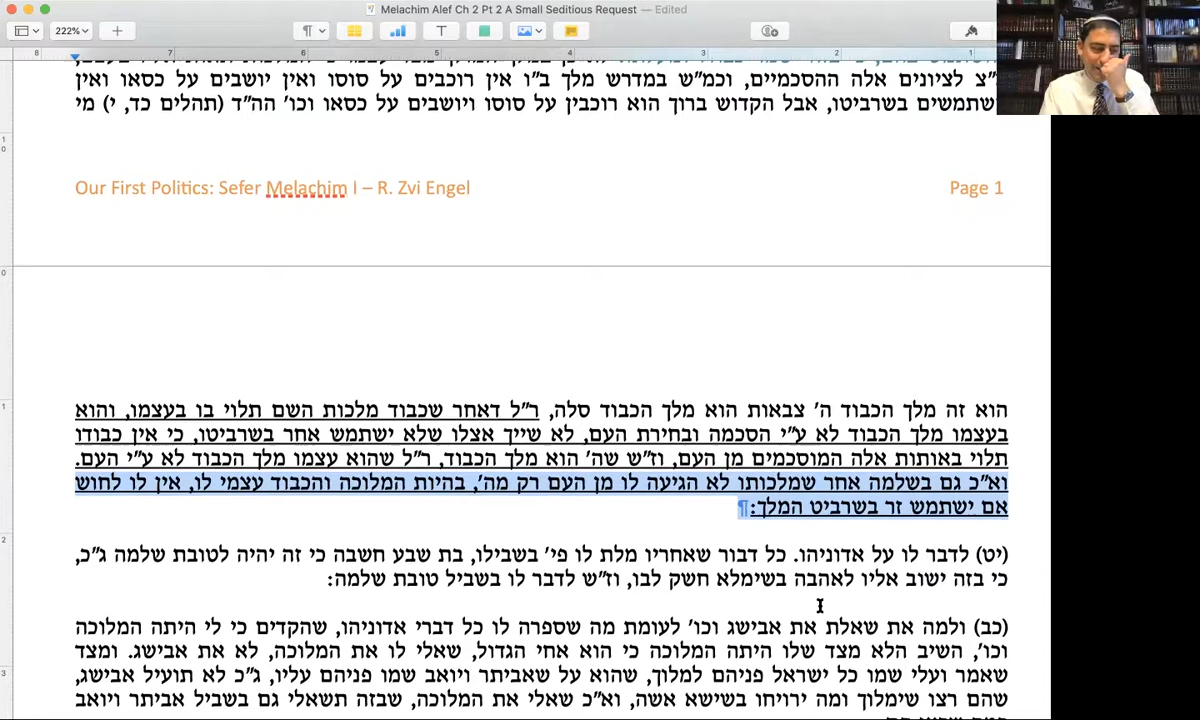 Melachim Alef Ch 2 Pt 2 A Small Seditious Request — Edited
222%
8 7 6 5 4 3 2 1
״צ לציונים אלה ההסכמיים, וכמ״ש במדרש מלך ב״ו אין רוכבים על סוסו ואין יושבים על כסאו ואין
שתמשים בשרביטו, אבל הקדוש ברוך הוא רוכבין על סוסו ויושבים על כסאו וכו׳ הה״ד (תהלים כד, י) מי
Our First Politics: Sefer Melachim I – R. Zvi Engel
Page 1
הוא זה מלך הכבוד ה׳ צבאות הוא מלך הכבוד סלה, ר״ל דאחר שכבוד מלכות השם תלוי בו בעצמו, והוא
בעצמו מלך הכבוד לא ע״י הסכמה ובחירת העם, לא שייך אצלו שלא ישתמש אחר בשרביטו, כי אין כבודו
תלוי באותות אלה המוסכמים מן העם, וז״ש שה׳ הוא מלך הכבוד, ר״ל שהוא עצמו מלך הכבוד לא ע״י העם.
וא״כ גם בשלמה אחר שמלכותו לא הגיעה לו מן העם רק מה׳, בהיות המלוכה והכבוד עצמי לו, אין לו לחוש
אם ישתמש זר בשרביט המלך:¶
(יט) לדבר לו על אדוניהו. כל דבור שאחריו מלת לו פי׳ בשבילו, בת שבע חשבה כי זה יהיה לטובת שלמה ג״כ,
כי בזה ישוב אליו לאהבה בשימלא חשק לבו, וז״ש לדבר לו בשביל טובת שלמה:
(כב) ולמה את שאלת את אבישג וכו׳ לעומת מה שספרה לו כל דברי אדוניהו, שהקדים כי לי היתה המלוכה
וכו׳, השיב הלא מצד שלו היתה המלוכה כי הוא אחי הגדול, שאלי לו את המלוכה, לא את אבישג. ומצד
שאמר ועלי שמו כל ישראל פניהם למלוך, שהוא על שאביתר ויואב שמו פניהם עליו, ג״כ לא תועיל אבישג,
שהם רצו שימלוך ומה ירויחו בשישא אשה, וא״כ שאלי את המלוכה, שבזה תשאלי גם בשביל אביתר ויואב